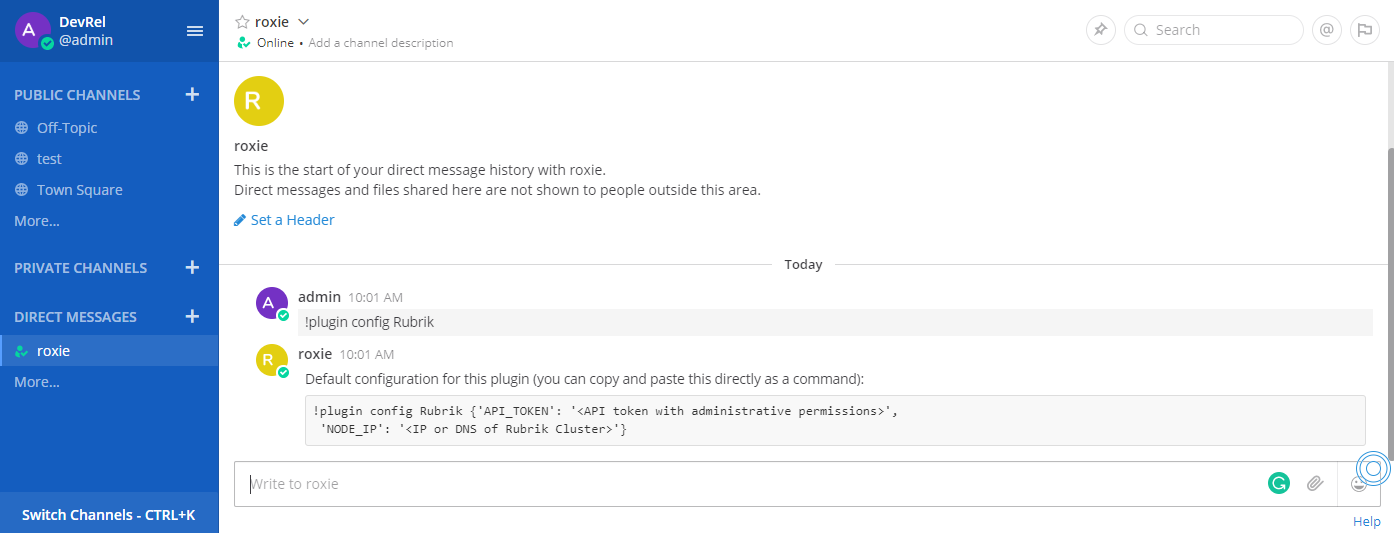 A
DevRel
@admin
PUBLIC CHANNELS +
Off-Topic
test
Town Square
More...
PRIVATE CHANNELS +
DIRECT MESSAGES +
roxie
More...
Switch Channels - CTRL+K
roxie
Online • Add a channel description
Search
@
R
roxie
This is the start of your direct message history with roxie.
Direct messages and files shared here are not shown to people outside this area.
Set a Header
Today
A
admin 10:01 AM
!plugin config Rubrik
R
roxie 10:01 AM
Default configuration for this plugin (you can copy and paste this directly as a command):
!plugin config Rubrik {'API_TOKEN': '<API token with administrative permissions>',
'NODE_IP': '<IP or DNS of Rubrik Cluster>'}
Write to roxie
Help